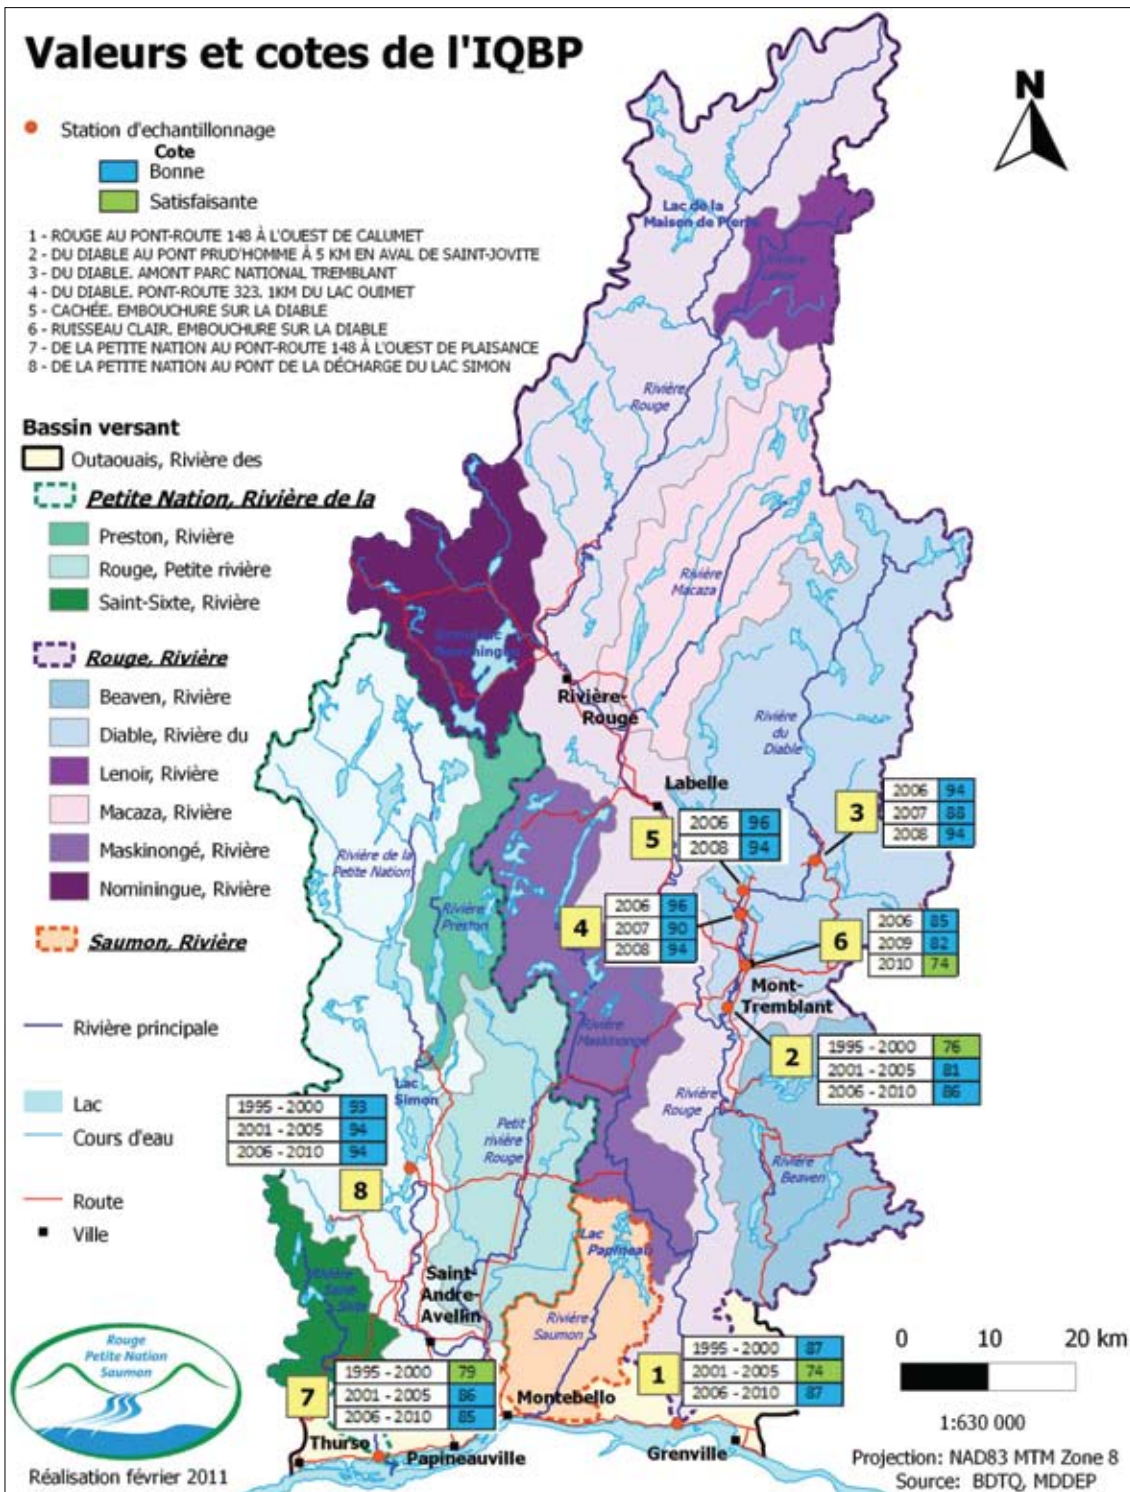 Valeurs et cotes de l'IQBP
Station d'echantillonnage
Cote
Bonne
Satisfaisante
1 - ROUGE AU PONT-ROUTE 148 À L'OUEST DE CALUMET
2 - DU DIABLE AU PONT PRUD'HOMME À 5 KM EN AVAL DE SAINT-JOVITE
3 - DU DIABLE. AMONT PARC NATIONAL TREMBLANT
4 - DU DIABLE. PONT-ROUTE 323. 1KM DU LAC OUIMET
5 - CACHÉE. EMBOUCHURE SUR LA DIABLE
6 - RUISSEAU CLAIR. EMBOUCHURE SUR LA DIABLE
7 - DE LA PETITE NATION AU PONT-ROUTE 148 À L'OUEST DE PLAISANCE
8 - DE LA PETITE NATION AU PONT DE LA DÉCHARGE DU LAC SIMON
Bassin versant
Outaouais, Rivière des
Petite Nation, Rivière de la
Preston, Rivière
Rouge, Petite rivière
Saint-Sixte, Rivière
Rouge, Rivière
Beaven, Rivière
Diable, Rivière du
Lenoir, Rivière
Macaza, Rivière
Maskinongé, Rivière
Nominingue, Rivière
Saumon, Rivière
Rivière principale
Lac
Cours d'eau
Route
Ville
Rouge
Petite Nation
Saumon
Réalisation février 2011
N
Lac de la
Maison de Pierre
Rivière
Lenoir
Rivière
Rouge
Rivière
Macaza
Nominingue
Rivière-
Rouge
Rivière
du
Diable
Labelle
3
2006 94
2007 88
2008 94
5
2006 96
2008 94
Rivière de la
Petite Nation
Rivière
Preston
4
2006 96
2007 90
2008 94
6
2006 85
2009 82
2010 74
Mont-
Tremblant
Rivière
Maskinongé
2
1995 - 2000 76
2001 - 2005 81
2006 - 2010 86
Lac
Simon
Rivière
Rouge
1995 - 2000 93
2001 - 2005 94
2006 - 2010 94
8
Petit
rivière
Rouge
Rivière
Beaven
Lac
Papineau
Saint-
Andre-
Avellin
Rivière
Saint-
Sixte
Rivière
Saumon
1
1995 - 2000 87
2001 - 2005 74
2006 - 2010 87
7
1995 - 2000 79
2001 - 2005 86
2006 - 2010 85
Montebello
Thurso
Papineauville
Grenville
0 10 20 km
1:630 000
Projection: NAD83 MTM Zone 8
Source: BDTQ, MDDEP